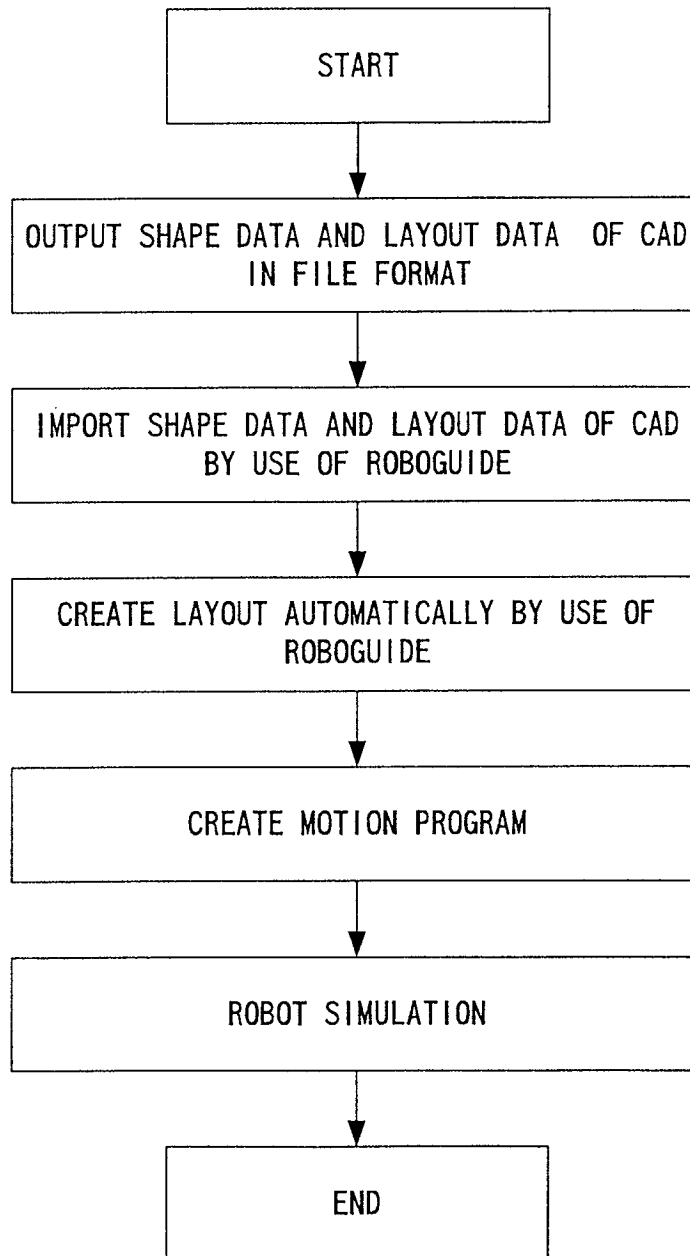 START
OUTPUT SHAPE DATA AND LAYOUT DATA OF CAD
IN FILE FORMAT
IMPORT SHAPE DATA AND LAYOUT DATA OF CAD
BY USE OF ROBOGUIDE
CREATE LAYOUT AUTOMATICALLY BY USE OF
ROBOGUIDE
CREATE MOTION PROGRAM
ROBOT SIMULATION
END